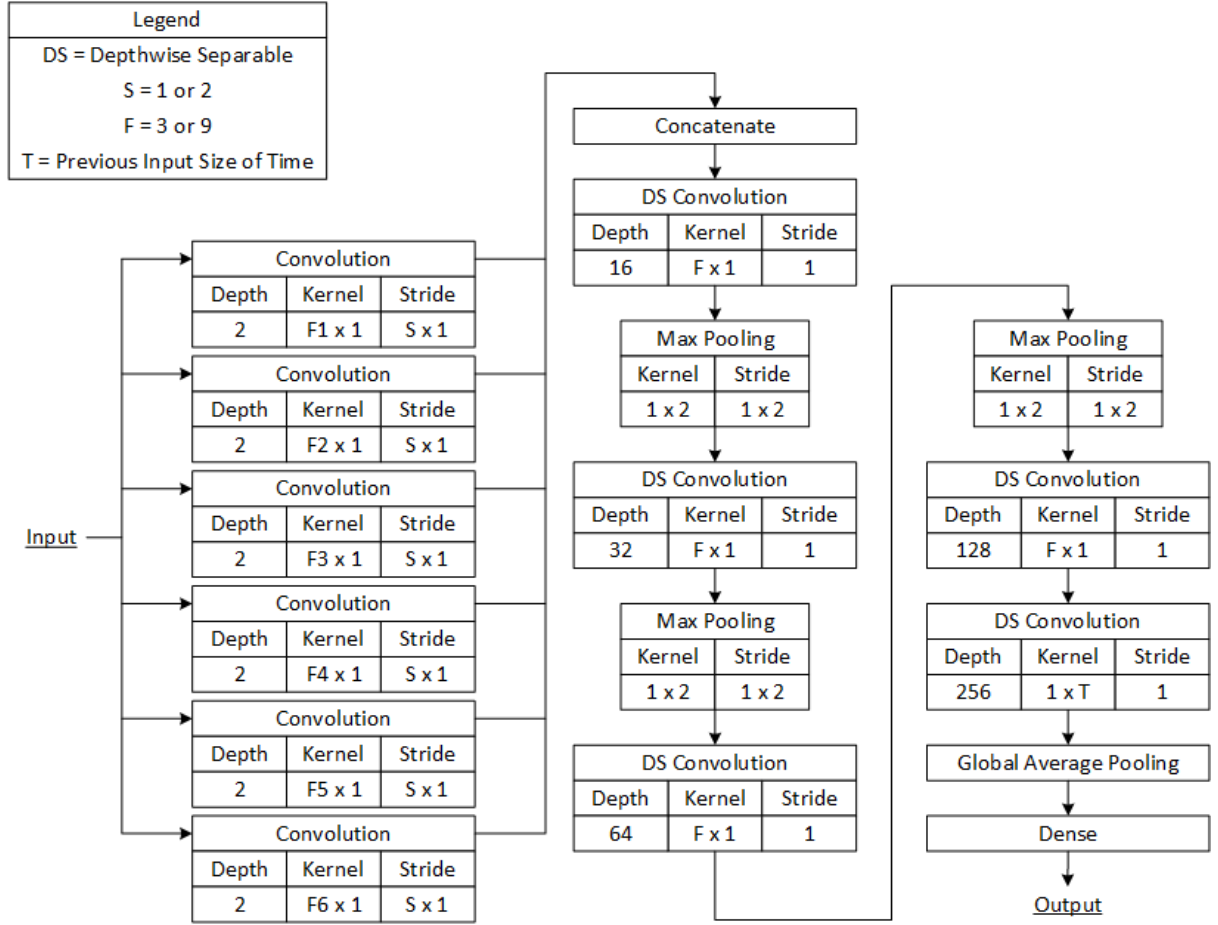 Legend
DS = Depthwise Separable
S = 1 or 2
F = 3 or 9
T = Previous Input Size of Time
Input
Convolution
Depth Kernel Stride
2 F1 x 1 S x 1
Convolution
Depth Kernel Stride
2 F2 x 1 S x 1
Convolution
Depth Kernel Stride
2 F3 x 1 S x 1
Convolution
Depth Kernel Stride
2 F4 x 1 S x 1
Convolution
Depth Kernel Stride
2 F5 x 1 S x 1
Convolution
Depth Kernel Stride
2 F6 x 1 S x 1
Concatenate
DS Convolution
Depth Kernel Stride
16 F x 1 1
Max Pooling
Kernel Stride
1 x 2 1 x 2
DS Convolution
Depth Kernel Stride
32 F x 1 1
Max Pooling
Kernel Stride
1 x 2 1 x 2
DS Convolution
Depth Kernel Stride
64 F x 1 1
Max Pooling
Kernel Stride
1 x 2 1 x 2
DS Convolution
Depth Kernel Stride
128 F x 1 1
DS Convolution
Depth Kernel Stride
256 1 x T 1
Global Average Pooling
Dense
Output